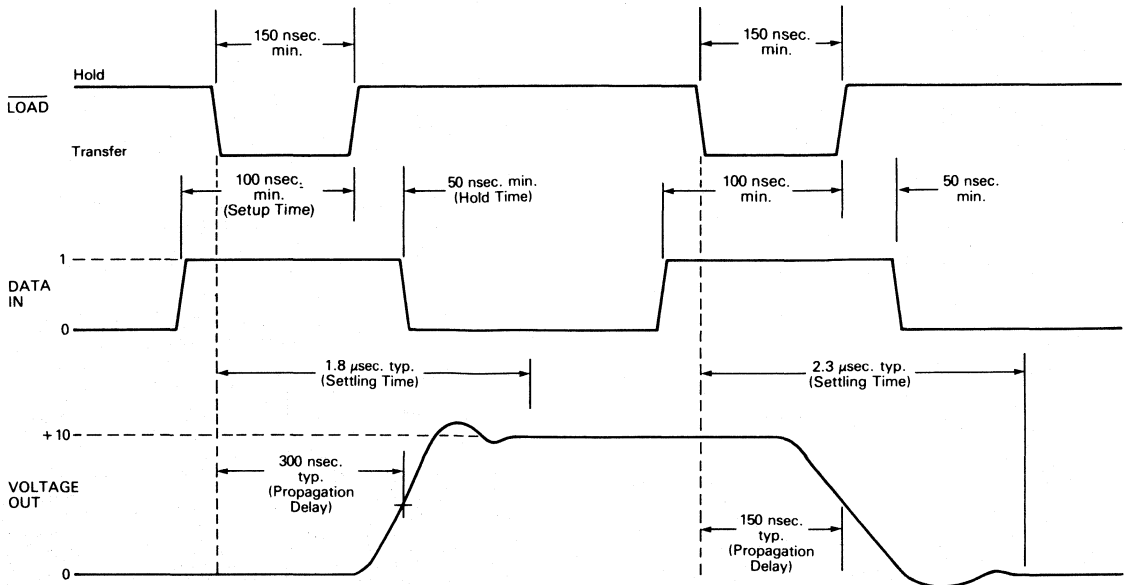 150 nsec.
min.
150 nsec.
min.
Hold
LOAD
Transfer
100 nsec.
min.
(Setup Time)
50 nsec. min.
(Hold Time)
100 nsec.
min.
50 nsec.
min.
1
DATA
IN
0
1.8 μsec. typ.
(Settling Time)
2.3 μsec. typ.
(Settling Time)
+10
300 nsec.
typ.
(Propagation
Delay)
VOLTAGE
OUT
150 nsec.
typ.
(Propagation
Delay)
0